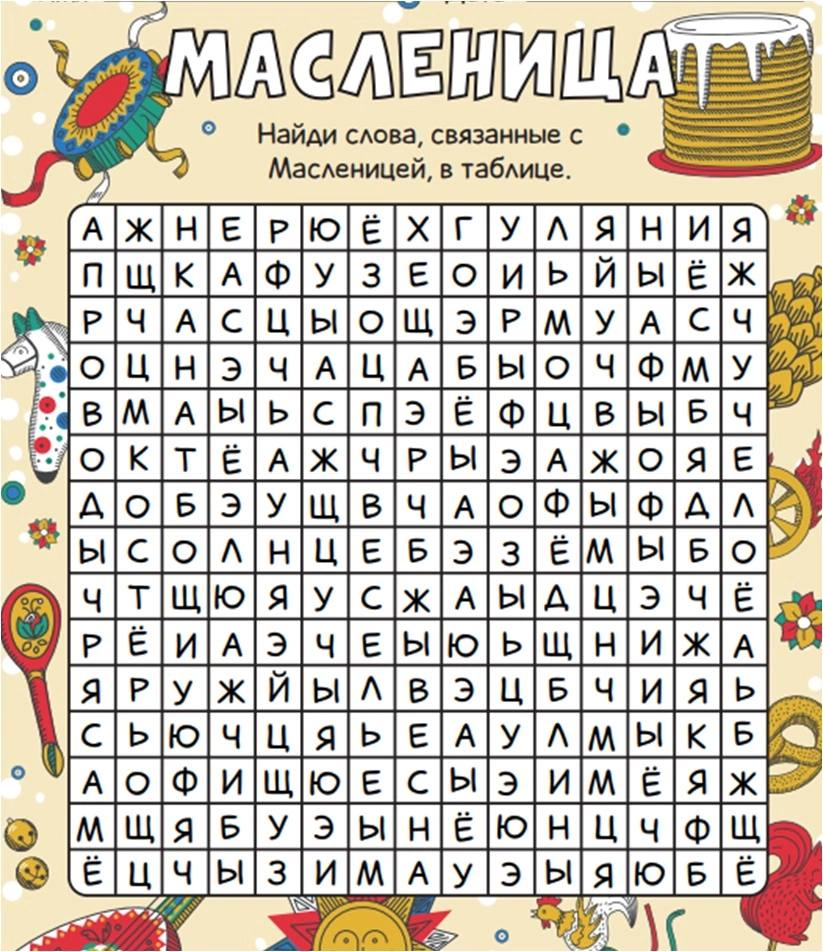 МАСЛЕНИЦА
Найди слова, связанные с
Масленицей, в таблице.
А Ж Н Е Р Ю Ё Х Г У Л Я Н И Я
П Щ К А Ф У З Е О И Ь Й Ы Ё Ж
Р Ч А С Ц Ы О Щ Э Р М У А С Ч
О Ц Н Э Ч А Ц А Б Ы О Ч Ф М У
В М А Ы Ь С П Э Ё Ф Ц В Ы Б Ч
О К Т Ё А Ж Ч Р Ы Э А Ж О Я Е
Д О Б Э У Щ В Ч А О Ф Ы Ф Д Л
Ы С О Л Н Ц Е Б Э З Ё М Ы Б О
Ч Т Щ Ю Я У С Ж А Ы Д Ц Э Ч Ё
Р Ё И А Э Ч Е Ы Ю Ь Щ Н И Ж А
Я Р У Ж Й Ы Л В Э Ц Б Ч И Я Ь
С Ь Ю Ч Ц Я Ь Е А У Л М Ы К Б
А О Ф И Щ Ю Е С Ы Э И М Ё Я Ж
М Щ Я Б У Э Ы Н Ё Ю Н Ц Ч Ф Щ
Ё Ц Ч Ы З И М А У Э Ы Я Ю Б Ё